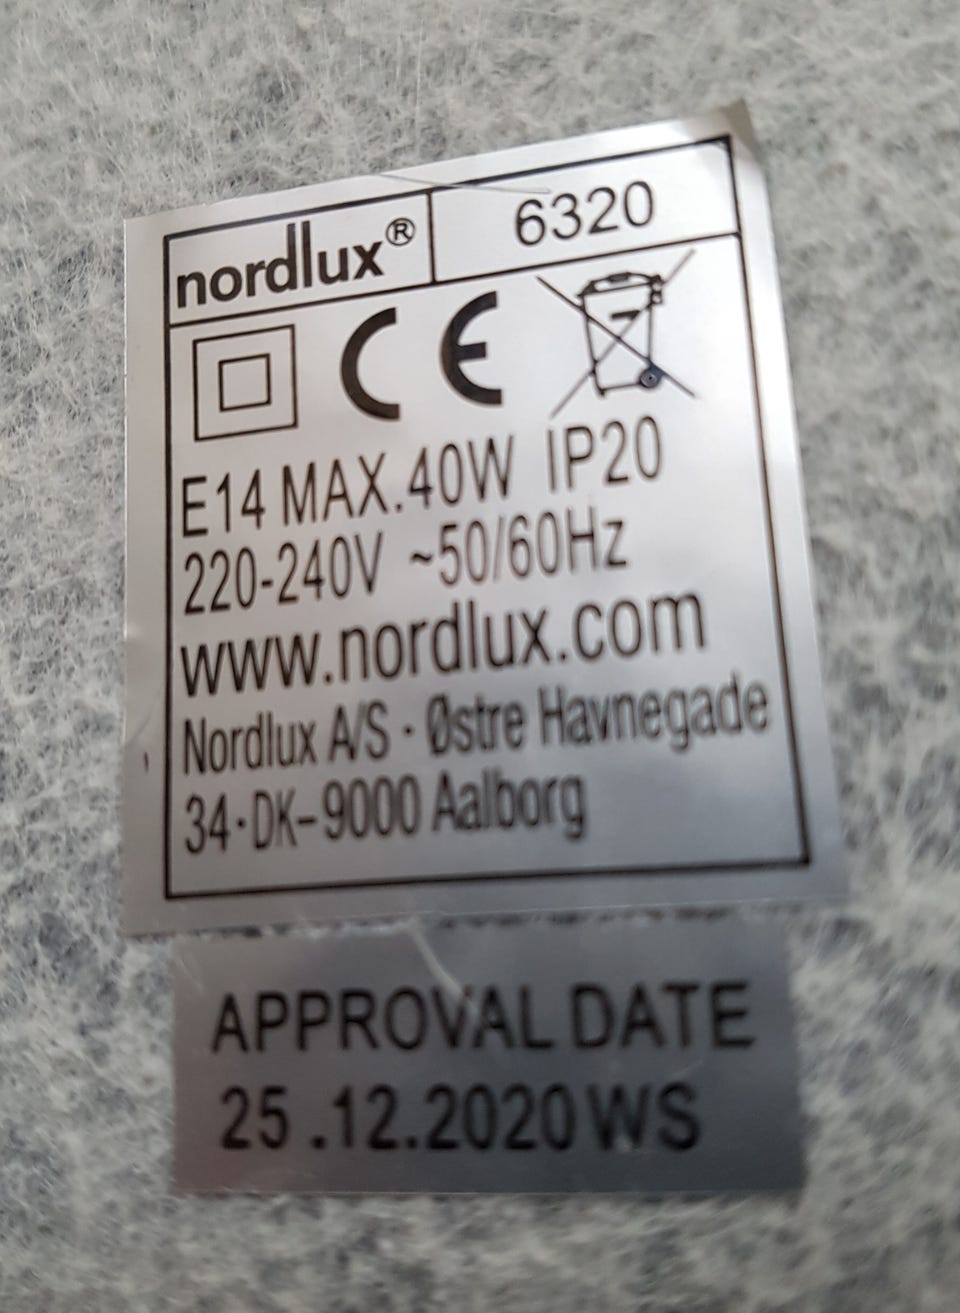 nordlux® 6320
CE
E14 MAX.40W IP20
220-240V ~50/60Hz
www.nordlux.com
Nordlux A/S · Østre Havnegade
34·DK-9000 Aalborg
APPROVAL DATE
25 .12.2020 WS